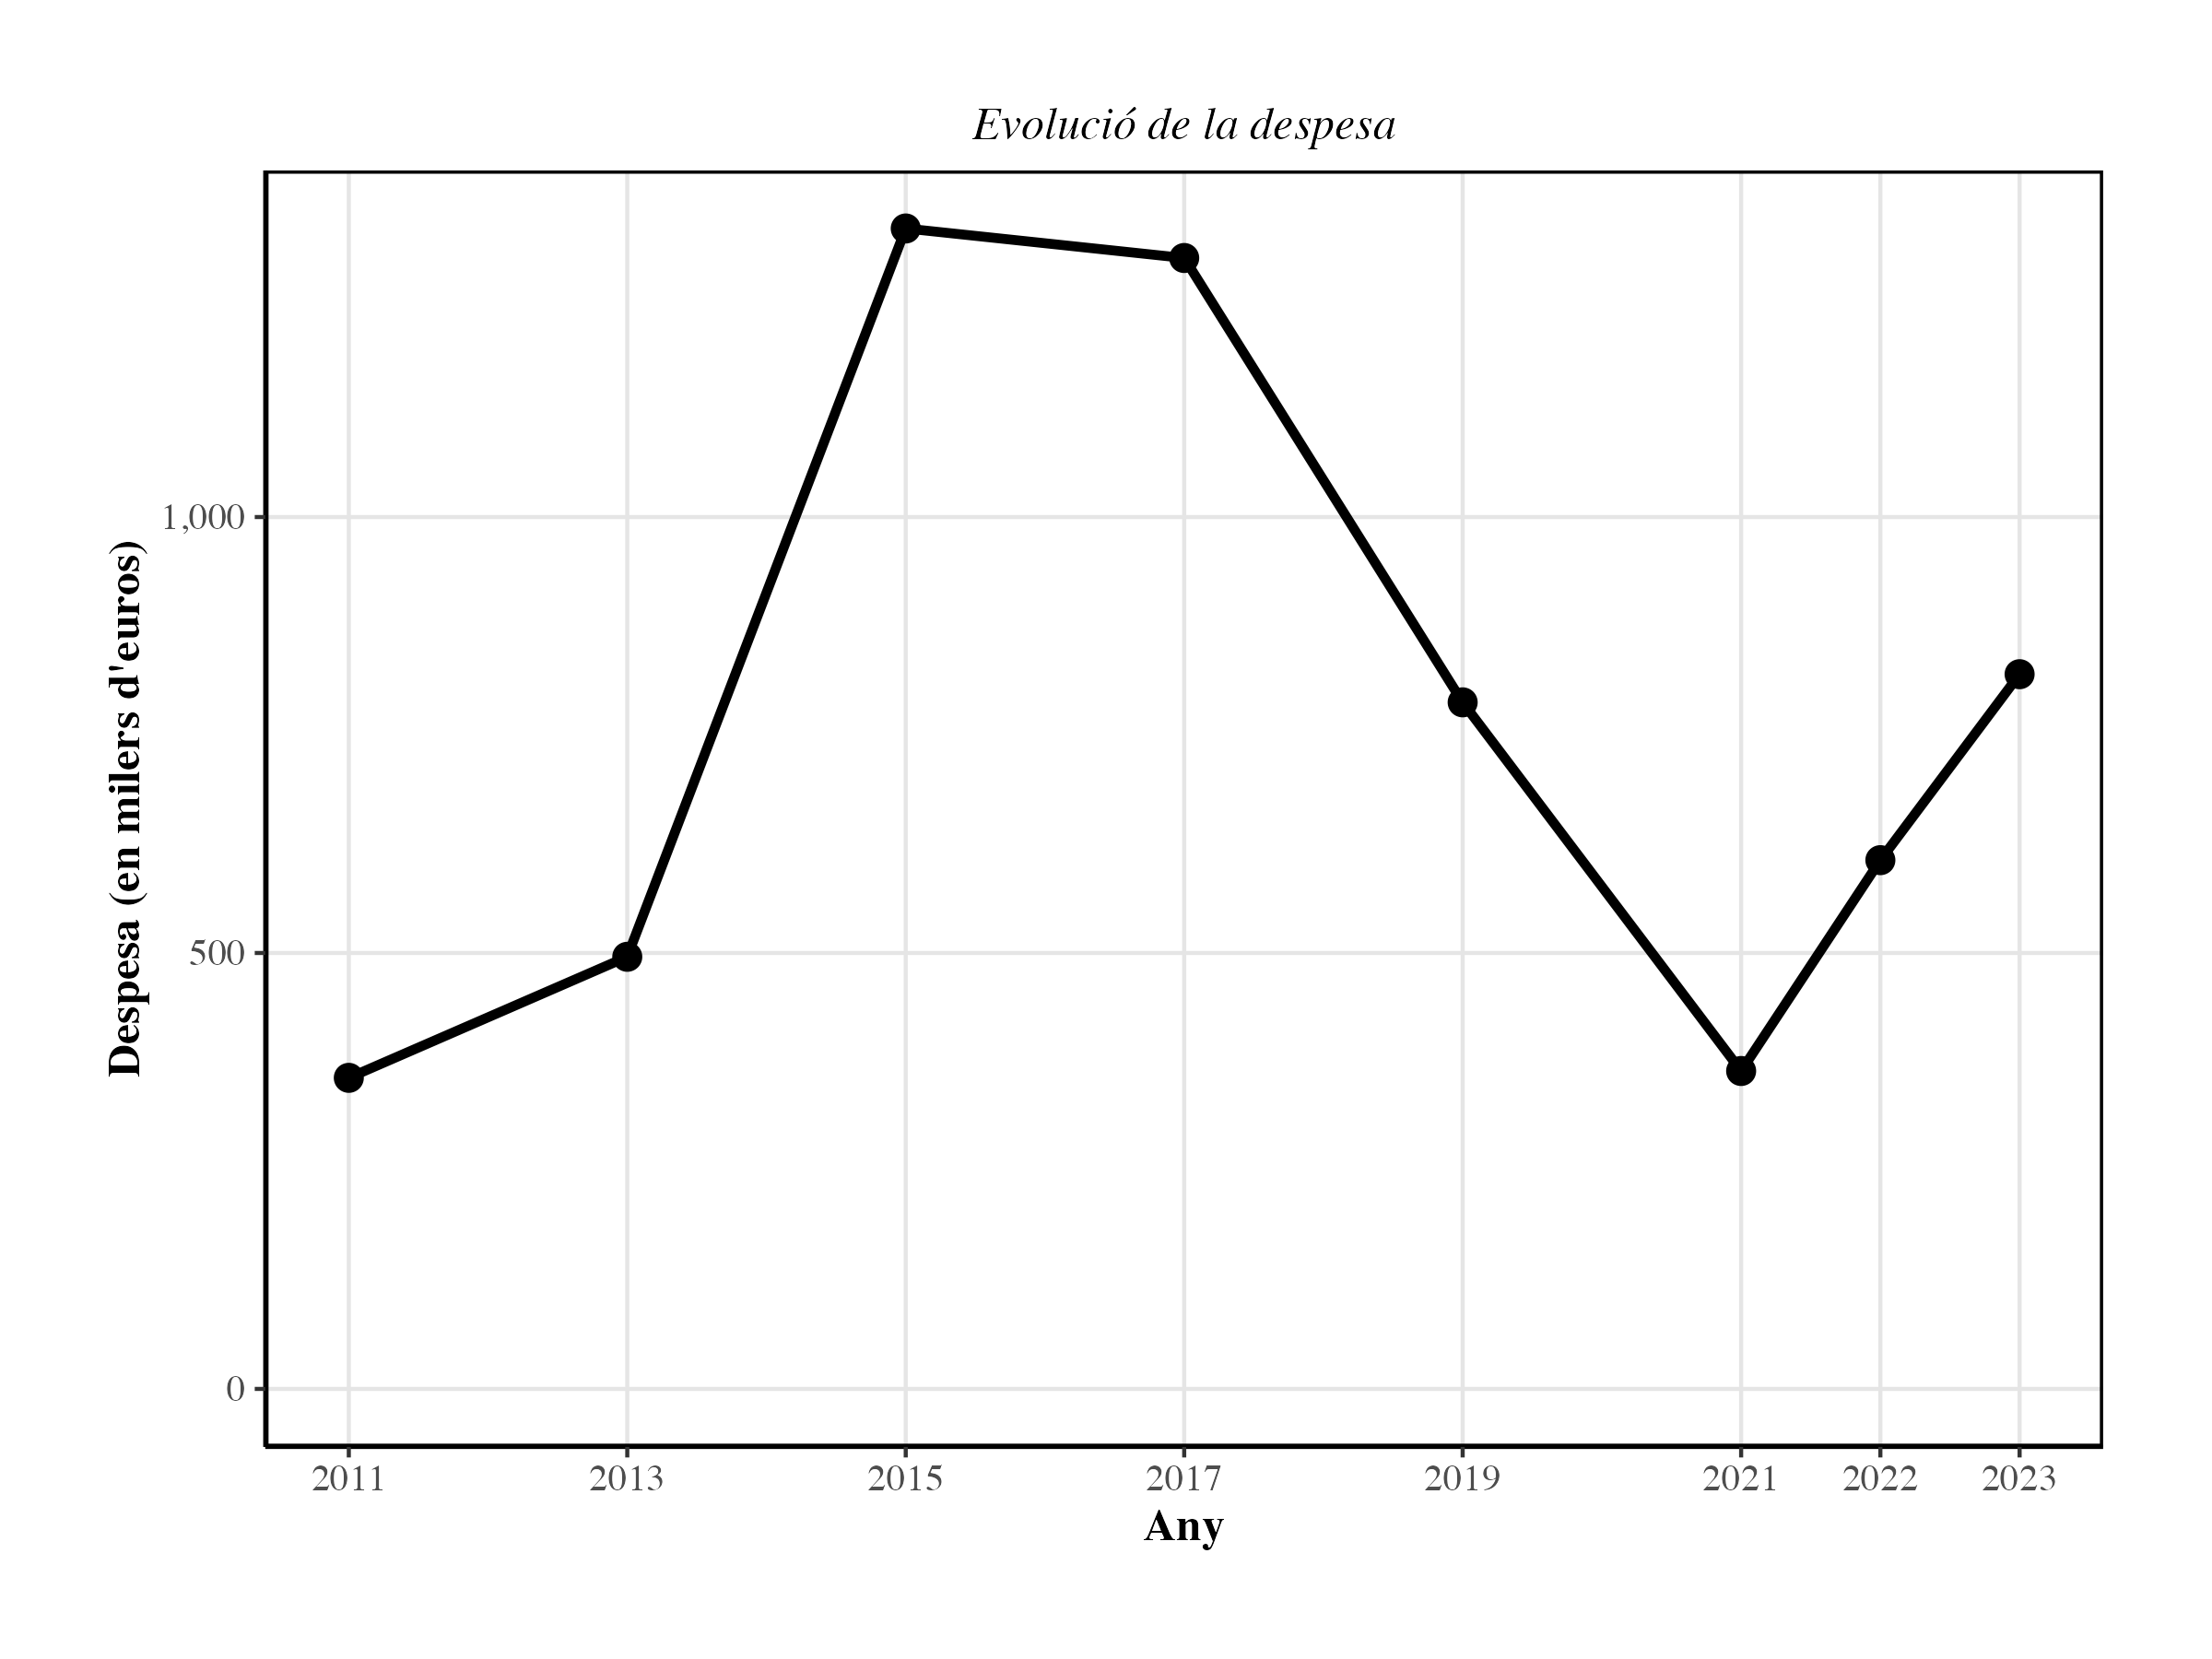 Evolució de la despesa
Despesa (en milers d'euros)
1,000
500
0
2011 2013 2015 2017 2019 2021 2022 2023
Any